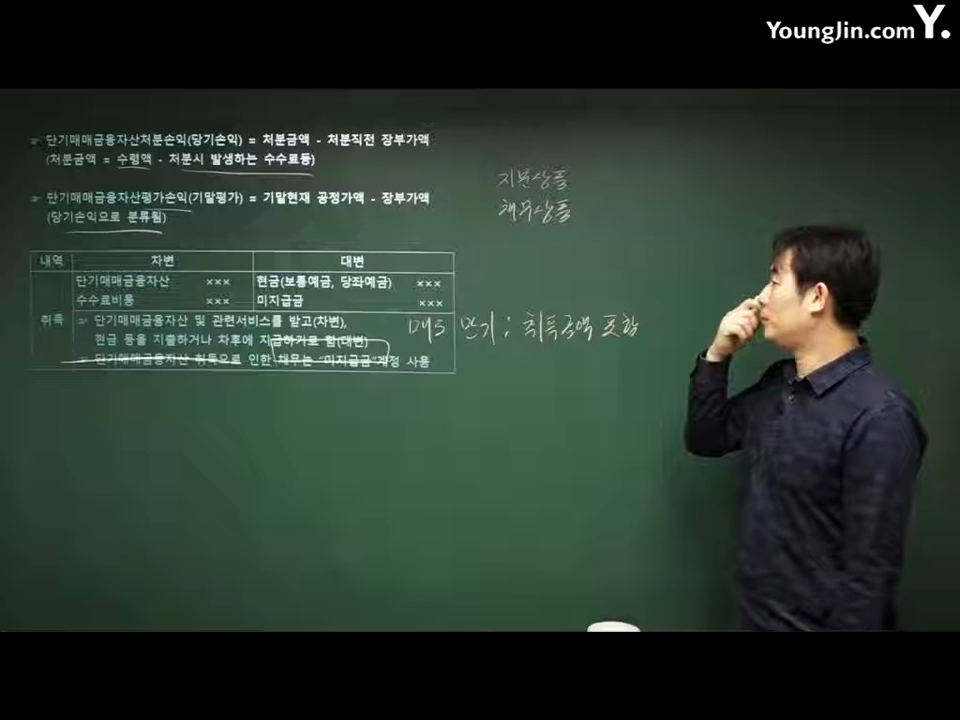 YoungJin.com Y.
☞ 단기매매금융자산처분손익(당기손익) = 처분금액 - 처분직전 장부가액
(처분금액 = 수령액 - 처분시 발생하는 수수료등)
☞ 단기매매금융자산평가손익(기말평가) = 기말현재 공정가액 - 장부가액
(당기손익으로 분류됨)
지분상품
채무상품
내역 차변 대변
단기매매금융자산 ××× 현금(보통예금, 당좌예금) ×××
수수료비용 ××× 미지급금 ×××
취득
☞ 단기매매금융자산 및 관련서비스를 받고(차변),
현금 등을 지출하거나 차후에 지급하기로 함(대변)
☞ 단기매매금융자산 취득으로 인한 채무는 "미지급금"계정 사용
매도 만기 : 취득금액 포함